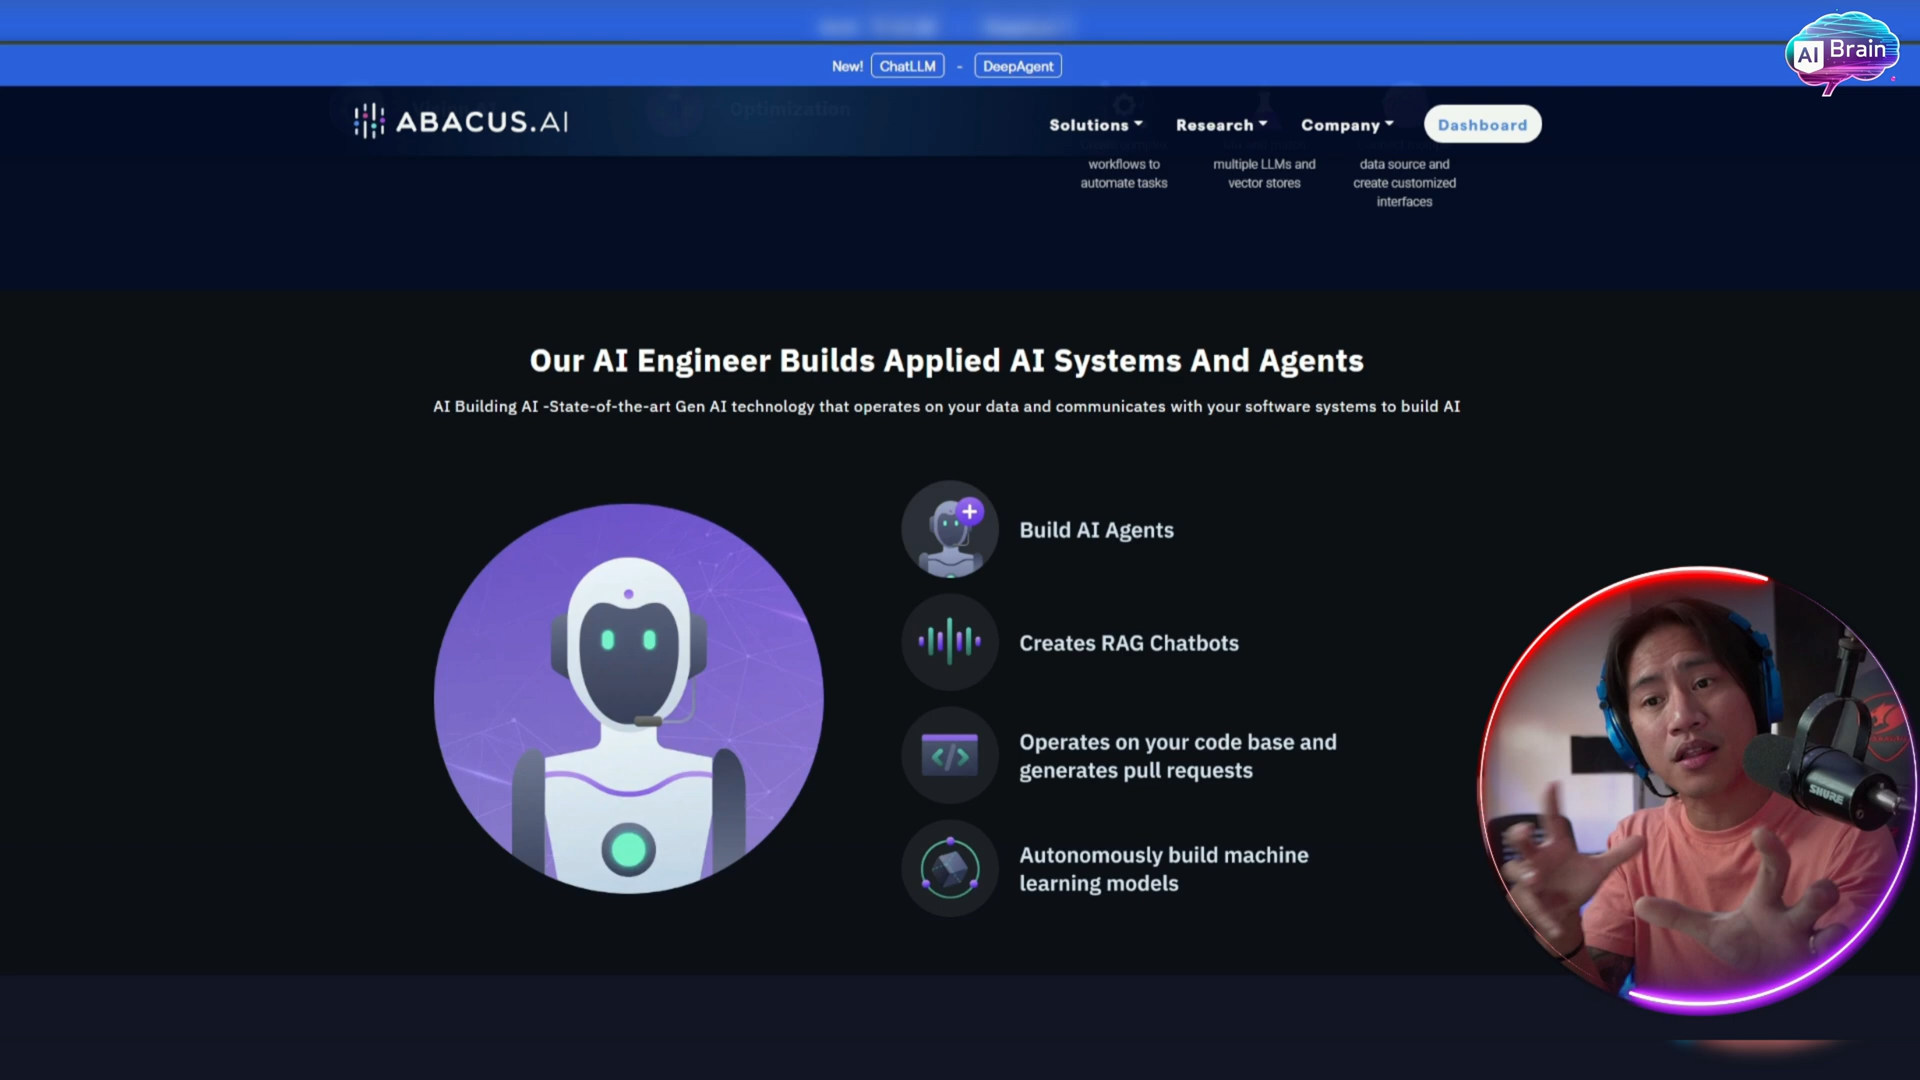 New! ChatLLM - DeepAgent
AI Brain
ABACUS.AI
Optimization
Solutions Research Company Dashboard
workflows to
automate tasks
multiple LLMs and
vector stores
data source and
create customized
interfaces
Our AI Engineer Builds Applied AI Systems And Agents
AI Building AI -State-of-the-art Gen AI technology that operates on your data and communicates with your software systems to build AI
Build AI Agents
Creates RAG Chatbots
Operates on your code base and
generates pull requests
Autonomously build machine
learning models
SHURE